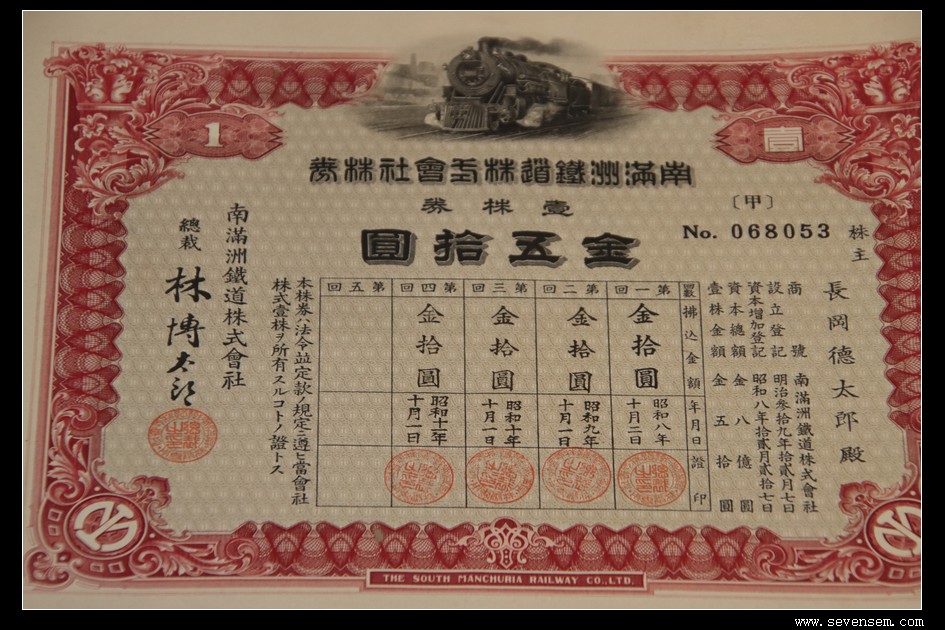 券株社會式株道鐵洲滿南
券株壹
圓拾五金
1
壹
〔甲〕
No. 068053
株主
長岡德太郎殿
商號 南滿洲鐵道株式會社
設立登記 明治參拾九年拾貳月七日
資本增加登記 昭和八年拾貳月貳拾七日
資本總額 金八億圓
壹株金額 金五拾圓
回數 拂込金額 年月日 證印
回一第 金拾圓 昭和八年十月二日
回二第 金拾圓 昭和九年十月一日
回三第 金拾圓 昭和十年十月一日
回四第 金拾圓 昭和十一年十月一日
回五第
本株券ハ法令竝定款ノ規定ニ遵ヒ當會社
株式壹株ヲ所有スルコトノ證トス
南滿洲鐵道株式會社
總裁 林博太郎
THE SOUTH MANCHURIA RAILWAY CO., LTD.
www.sevensem.com